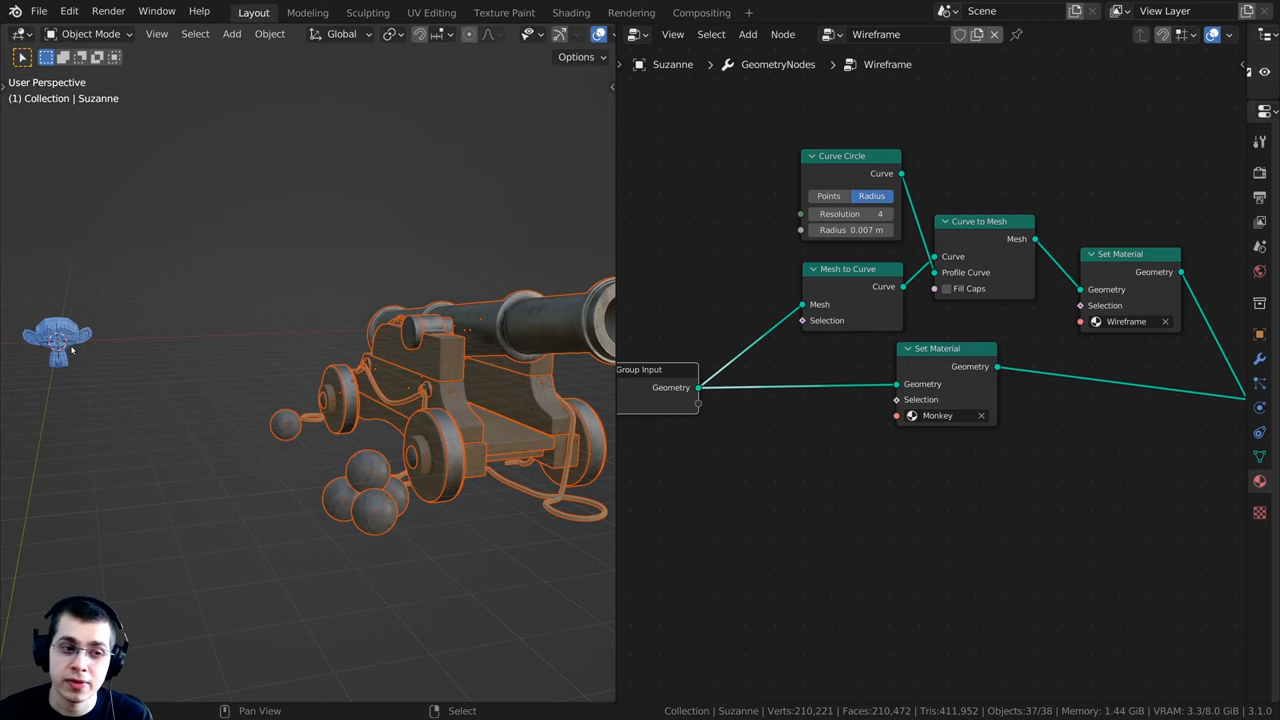 File Edit Render Window Help Layout Modeling Sculpting UV Editing Texture Paint Shading Rendering Compositing Scene View Layer
Object Mode View Select Add Object Global
View Select Add Node Wireframe
Options
User Perspective
(1) Collection | Suzanne
Suzanne GeometryNodes Wireframe
Curve Circle
Curve
Points Radius
Resolution 4
Radius 0.007 m
Curve to Mesh
Mesh
Curve
Profile Curve
Fill Caps
Set Material
Geometry
Geometry
Selection
Wireframe
Mesh to Curve
Curve
Mesh
Selection
Group Input
Geometry
Set Material
Geometry
Geometry
Selection
Monkey
Pan View Select Collection | Suzanne Verts:210,221 Faces:210,472 Tris:411,952 Objects:37/38 Memory: 1.44 GiB VRAM: 3.3/8.0 GiB 3.1.0